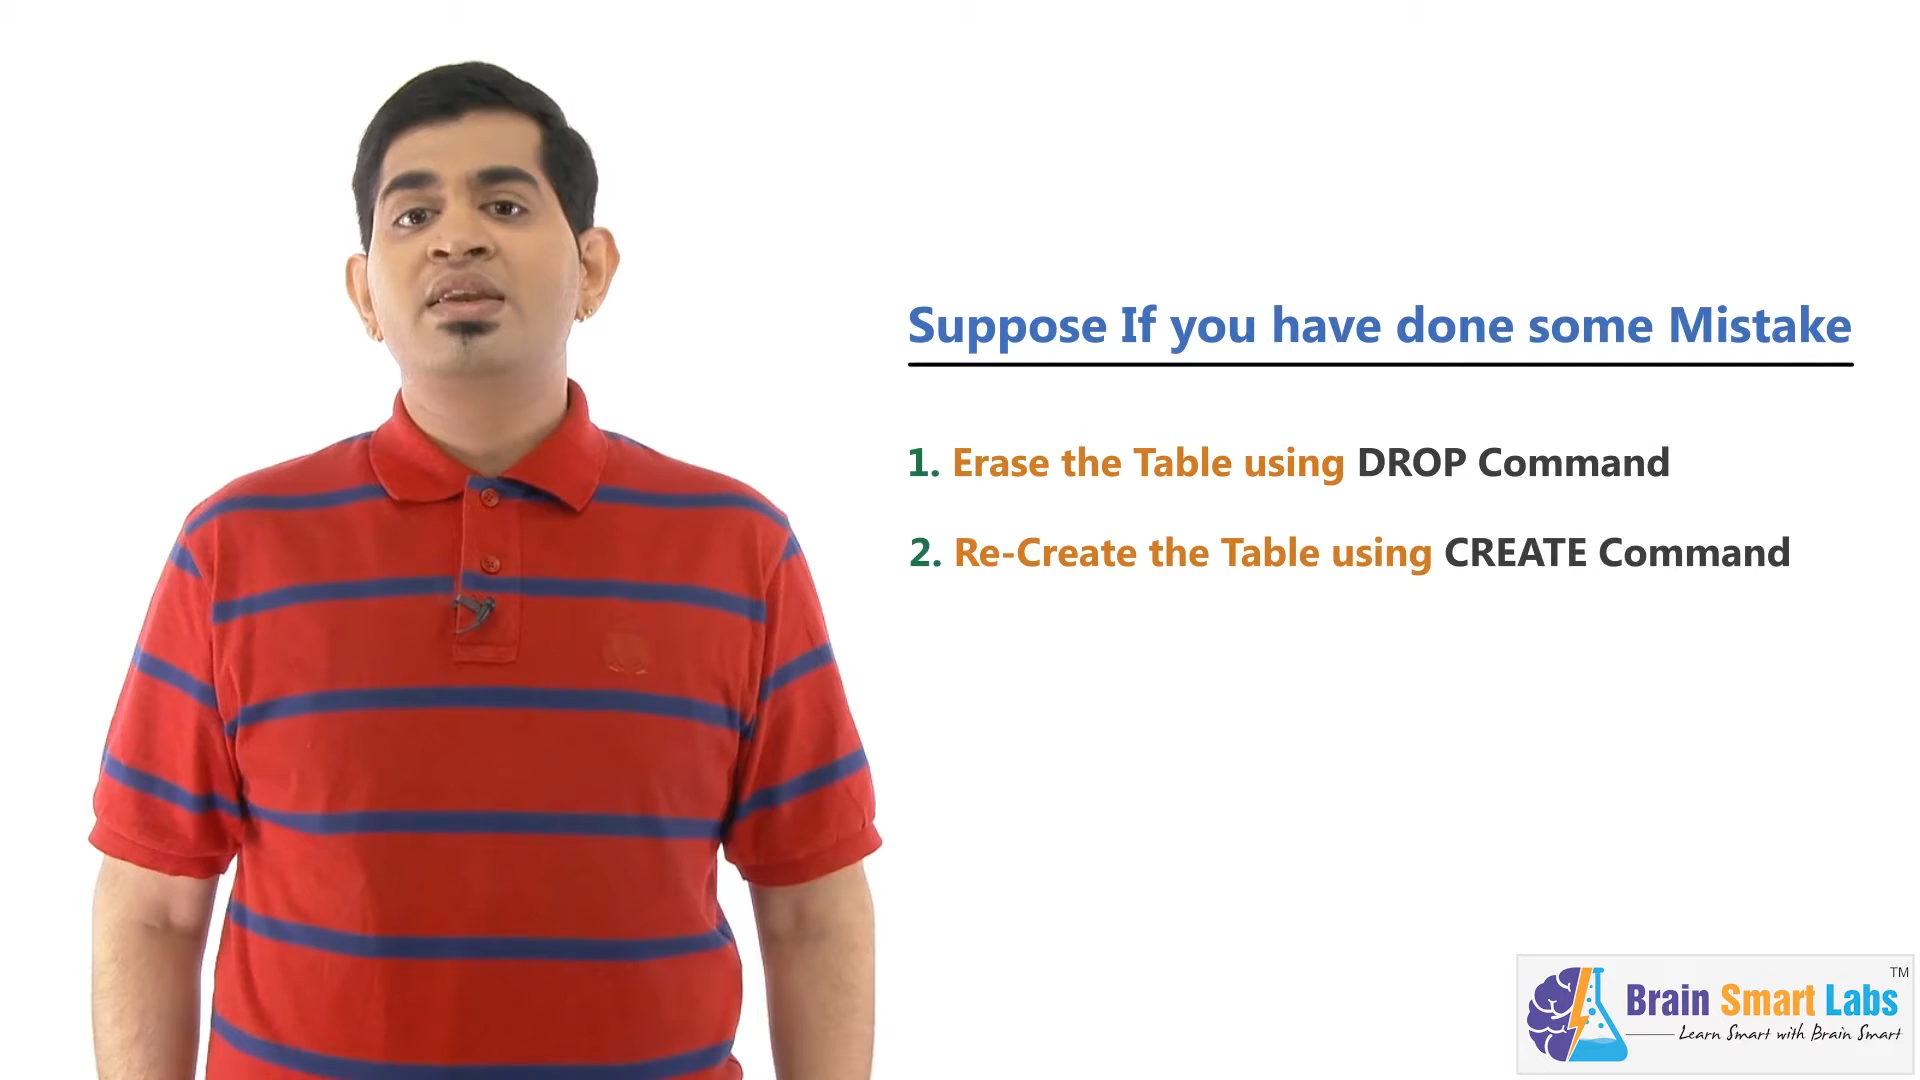 Suppose If you have done some Mistake
1. Erase the Table using DROP Command
2. Re-Create the Table using CREATE Command
TM
Brain Smart Labs
Learn Smart with Brain Smart